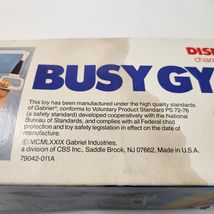 DIS
cha
BUSY GY
This toy has been manufactured under the high quality standards
of Gabriel®, conforms to Voluntary Product Standard PS 72-76
(a safety standard) developed cooperatively with the National
Bureau of Standards, and complies with all Federal child
protection and toy safety legislation in effect on the date of
manufacture.
© MCMLXXIX Gabriel Industries,
a division of CBS Inc., Saddle Brook, NJ 07662, Made in U.S.A.
79042-011A